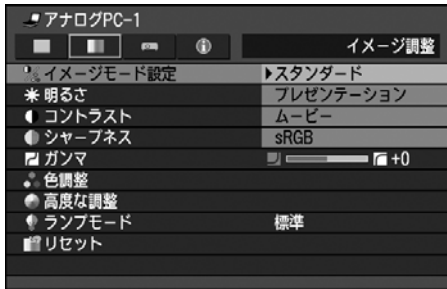 アナログPC-1
イメージ調整
イメージモード設定 ▶スタンダード
明るさ プレゼンテーション
コントラスト ムービー
シャープネス sRGB
ガンマ +0
色調整
高度な調整
ランプモード 標準
リセット